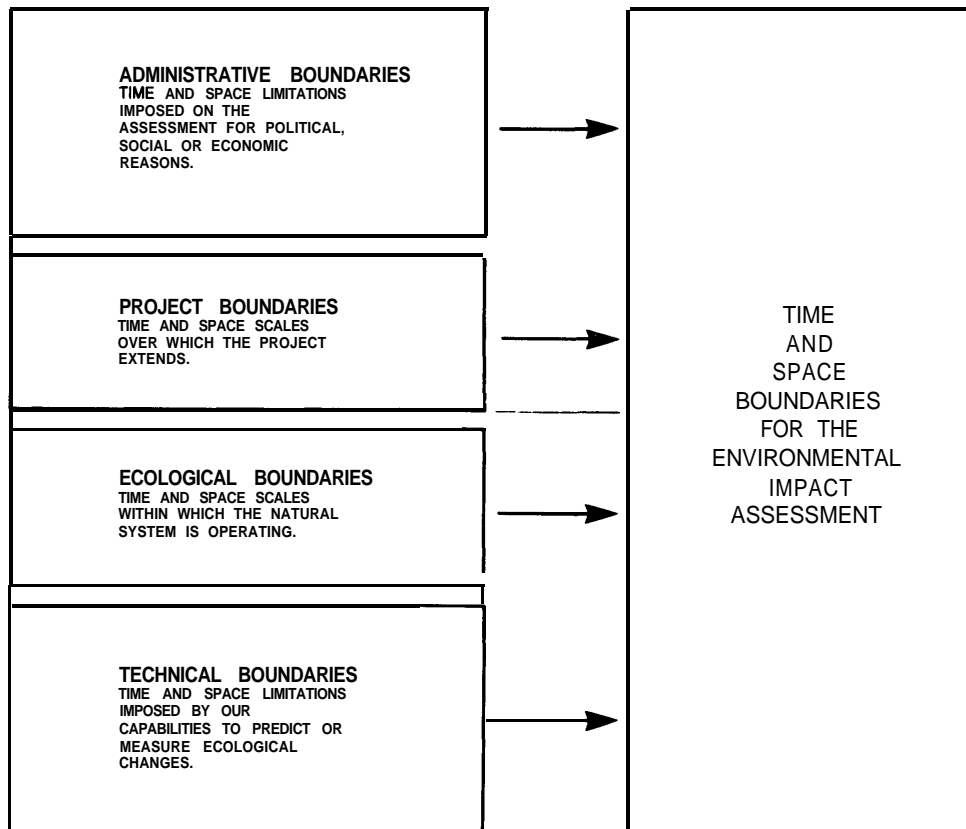 ADMINISTRATIVE BOUNDARIES
TIME AND SPACE LIMITATIONS
IMPOSED ON THE
ASSESSMENT FOR POLITICAL,
SOCIAL OR ECONOMIC
REASONS.
PROJECT BOUNDARIES
TIME AND SPACE SCALES
OVER WHICH THE PROJECT
EXTENDS.
ECOLOGICAL BOUNDARIES
TIME AND SPACE SCALES
WITHIN WHICH THE NATURAL
SYSTEM IS OPERATING.
TECHNICAL BOUNDARIES
TIME AND SPACE LIMITATIONS
IMPOSED BY OUR
CAPABILITIES TO PREDICT OR
MEASURE ECOLOGICAL
CHANGES.
TIME
AND
SPACE
BOUNDARIES
FOR THE
ENVIRONMENTAL
IMPACT
ASSESSMENT